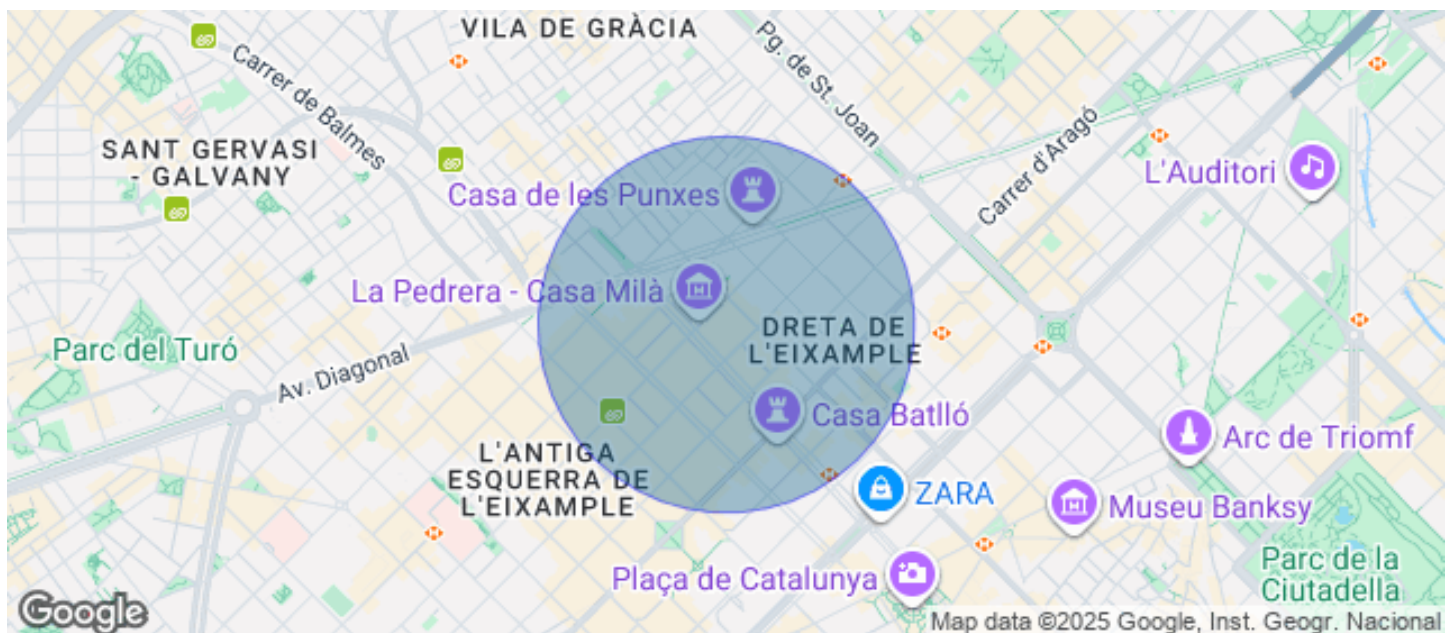 VILA DE GRÀCIA
Pg. de St. Joan
Carrer de Balmes
Carrer d'Aragó
SANT GERVASI
- GALVANY
L'Auditori
Casa de les Punxes
La Pedrera - Casa Milà
DRETA DE
L'EIXAMPLE
Parc del Turó
Av. Diagonal
Casa Batlló
Arc de Triomf
L'ANTIGA
ESQUERRA DE
L'EIXAMPLE
ZARA
Museu Banksy
Plaça de Catalunya
Parc de la
Ciutadella
Google
Map data ©2025 Google, Inst. Geogr. Nacional